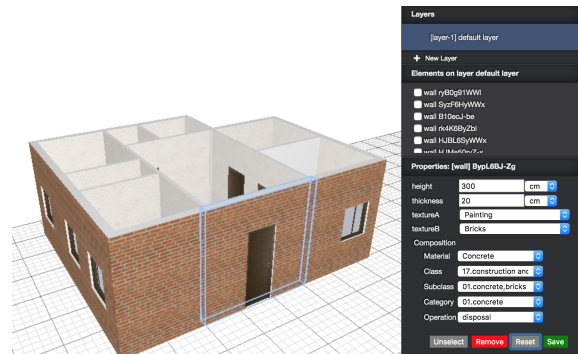 Layers
[layer-1] default layer
+ New Layer
Elements on layer default layer
wall ryB0g91WWl
wall SyzF6HyWWx
wall B10ecJ-be
wall rk4K6ByZbl
wall HJBL6SyWWx
Properties: [wall] BypL6BJ-Zg
height 300 cm
thickness 20 cm
textureA Painting
textureB Bricks
Composition
Material Concrete
Class 17.construction and
Subclass 01.concrete,bricks
Category 01.concrete
Operation disposal
Unselect Remove Reset Save